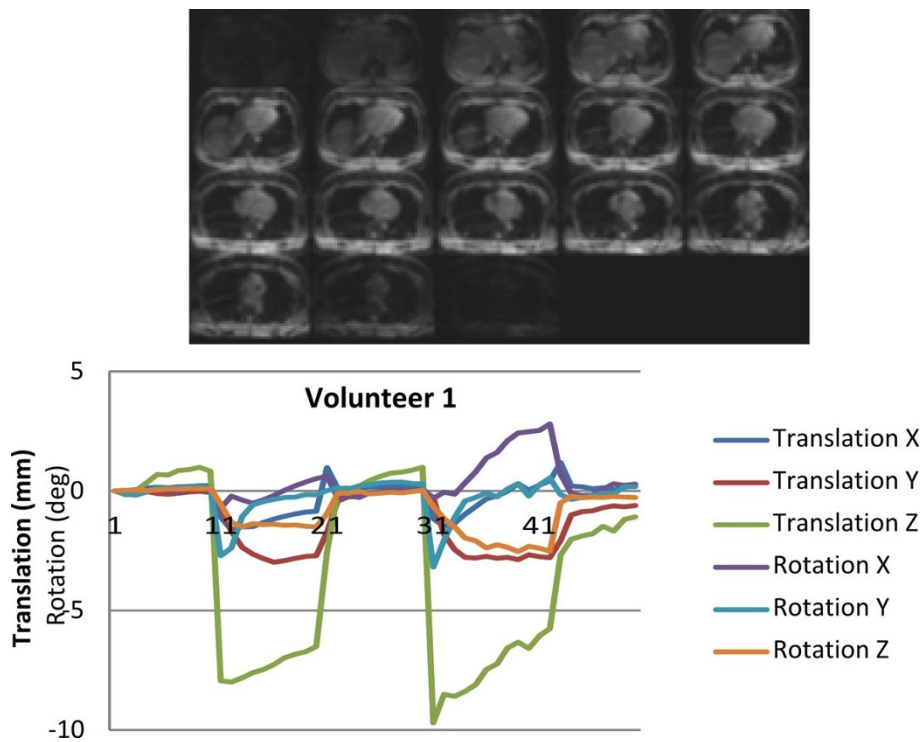 5
Volunteer 1
Translation (mm)
Rotation (deg)
0
1
11
21
31
41
-5
-10
Translation X
Translation Y
Translation Z
Rotation X
Rotation Y
Rotation Z